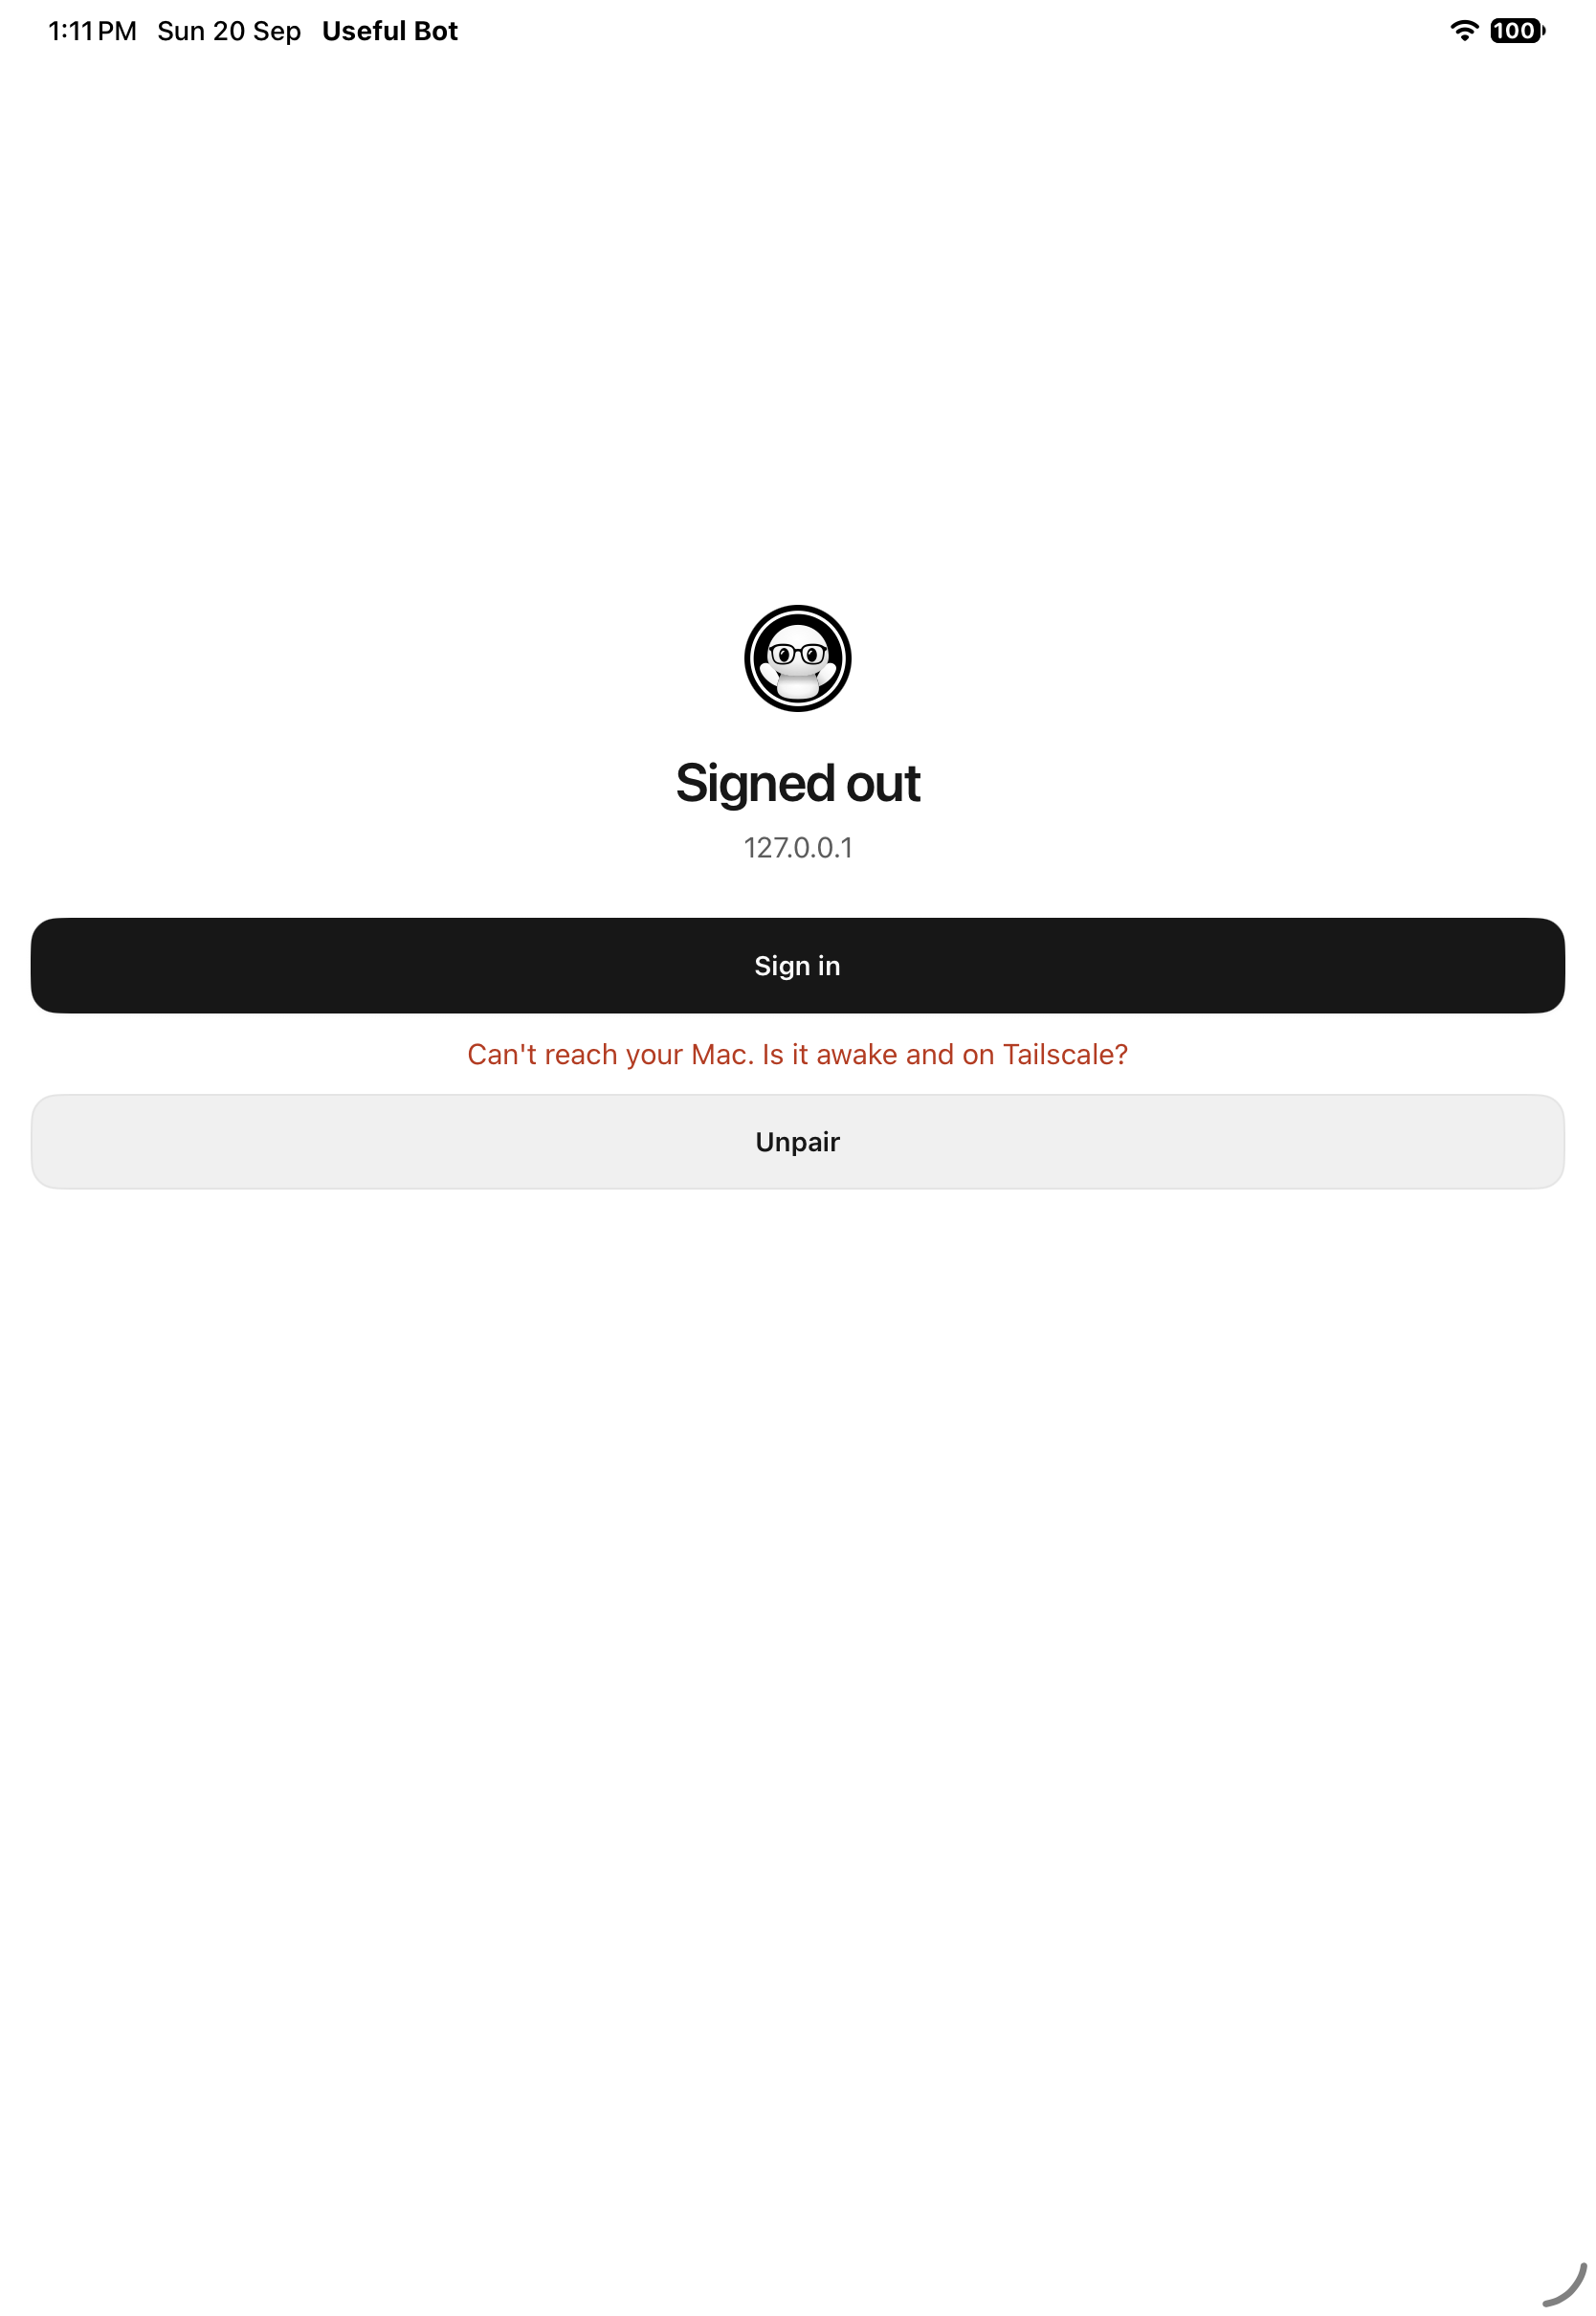 1:11 PM Sun 20 Sep Useful Bot 100
Signed out
127.0.0.1
Sign in
Can't reach your Mac. Is it awake and on Tailscale?
Unpair